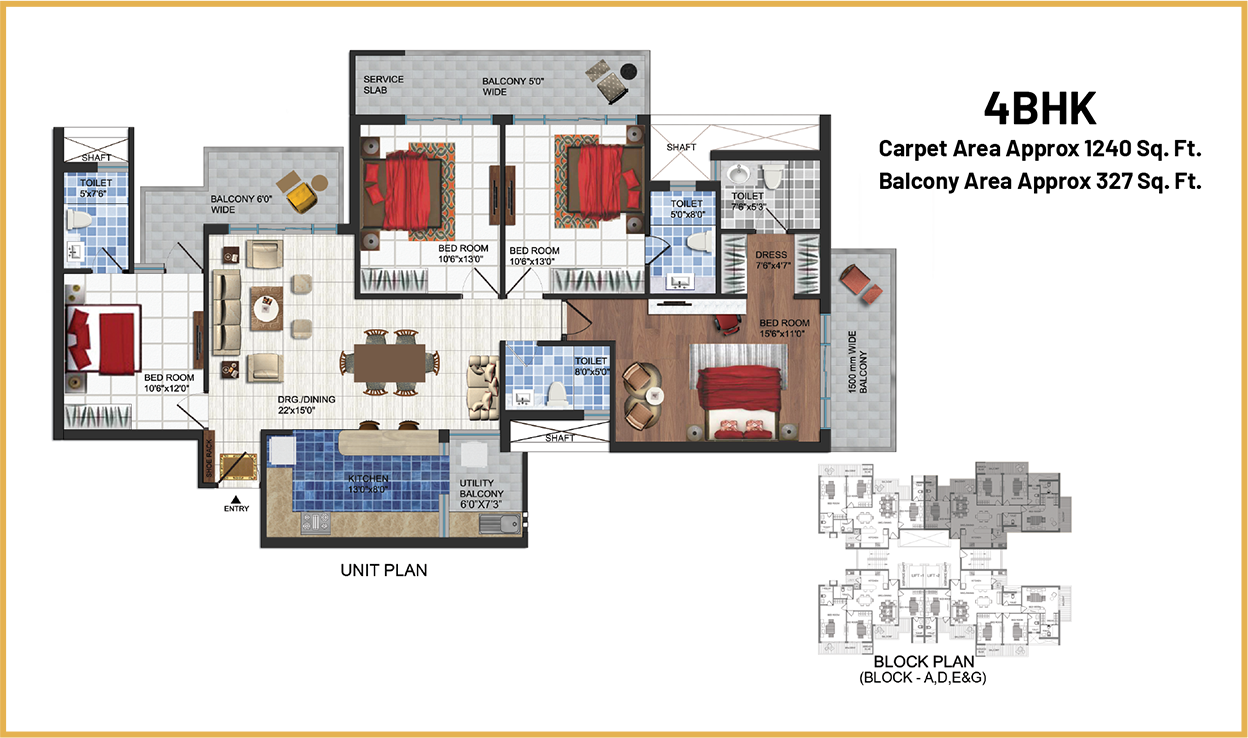 4BHK
Carpet Area Approx 1240 Sq. Ft.
Balcony Area Approx 327 Sq. Ft.
SERVICE
SLAB
BALCONY 5'0"
WIDE
SHAFT
SHAFT
TOILET
5'x7'6"
BALCONY 6'0"
WIDE
TOILET
7'6"x5'3"
TOILET
5'0"x8'0"
BED ROOM
10'6"x13'0"
BED ROOM
10'6"x13'0"
DRESS
7'6"x4'7"
BED ROOM
15'6"x11'0"
1500 mm WIDE
BALCONY
BED ROOM
10'6"x12'0"
TOILET
8'0"x5'0"
DRG./DINING
22'x15'0"
SHAFT
SHOE RACK
ENTRY
KITCHEN
13'0"x8'0"
UTILITY
BALCONY
6'0"X7'3"
UNIT PLAN
BLOCK PLAN
(BLOCK - A,D,E&G)